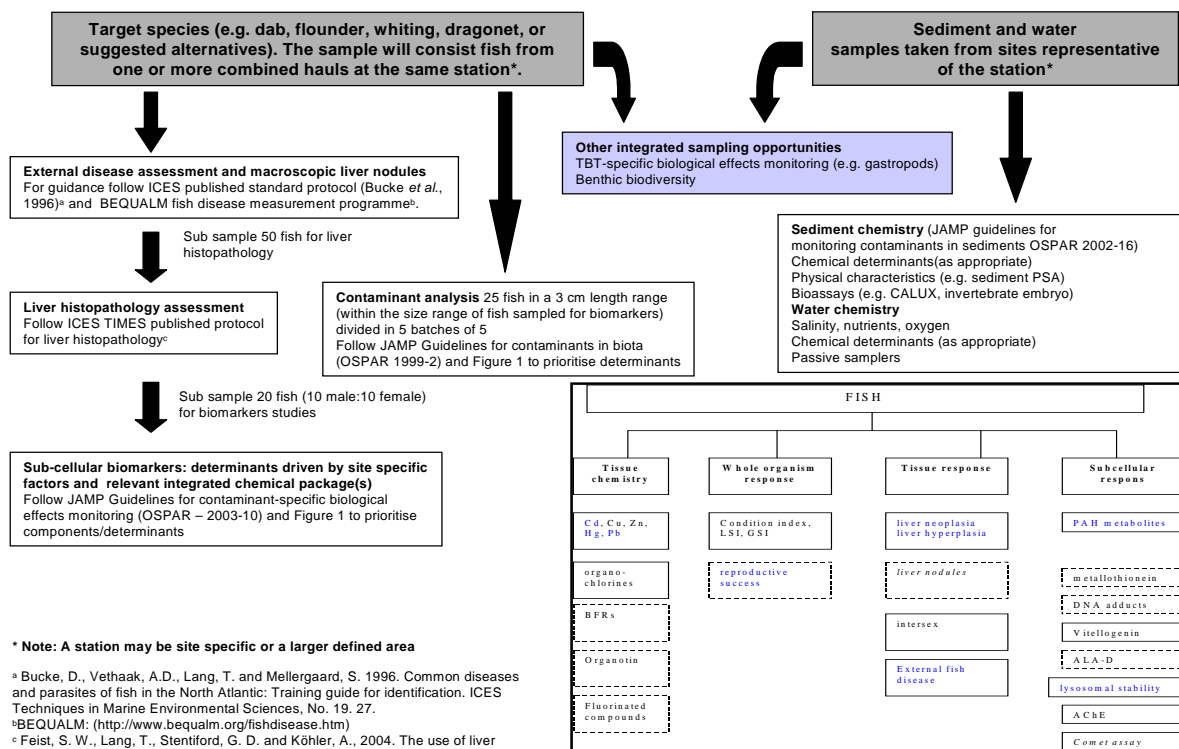 Target species (e.g. dab, flounder, whiting, dragonet, or
suggested alternatives). The sample will consist fish from
one or more combined hauls at the same station*.
Sediment and water
samples taken from sites representative
of the station*
Other integrated sampling opportunities
TBT-specific biological effects monitoring (e.g. gastropods)
Benthic biodiversity
External disease assessment and macroscopic liver nodules
For guidance follow ICES published standard protocol (Bucke et al.,
1996)ᵃ and BEQUALM fish disease measurement programmeᵇ.
Sub sample 50 fish for liver
histopathology
Liver histopathology assessment
Follow ICES TIMES published protocol
for liver histopathologyᶜ
Contaminant analysis 25 fish in a 3 cm length range
(within the size range of fish sampled for biomarkers)
divided in 5 batches of 5
Follow JAMP Guidelines for contaminants in biota
(OSPAR 1999-2) and Figure 1 to prioritise determinants
Sediment chemistry (JAMP guidelines for
monitoring contaminants in sediments OSPAR 2002-16)
Chemical determinants(as appropriate)
Physical characteristics (e.g. sediment PSA)
Bioassays (e.g. CALUX, invertebrate embryo)
Water chemistry
Salinity, nutrients, oxygen
Chemical determinants (as appropriate)
Passive samplers
Sub sample 20 fish (10 male:10 female)
for biomarkers studies
Sub-cellular biomarkers: determinants driven by site specific
factors and relevant integrated chemical package(s)
Follow JAMP Guidelines for contaminant-specific biological
effects monitoring (OSPAR – 2003-10) and Figure 1 to prioritise
components/determinants
FISH
Tissue
chemistry
Cd, Cu, Zn,
Hg, Pb
organo-
chlorines
BFRs
Organotin
Fluorinated
compounds
Whole organism
response
Condition index,
LSI, GSI
reproductive
success
Tissue response
liver neoplasia
liver hyperplasia
liver nodules
intersex
External fish
disease
Subcellular
respons
PAH metabolites
metallothionein
DNA adducts
Vitellogenin
ALA-D
lysosomal stability
AChE
Comet assay
* Note: A station may be site specific or a larger defined area
ᵃ Bucke, D., Vethaak, A.D., Lang, T. and Mellergaard, S. 1996. Common diseases
and parasites of fish in the North Atlantic: Training guide for identification. ICES
Techniques in Marine Environmental Sciences, No. 19. 27.
ᵇBEQUALM: (http://www.bequalm.org/fishdisease.htm)
ᶜ Feist, S. W., Lang, T., Stentiford, G. D. and Köhler, A., 2004. The use of liver